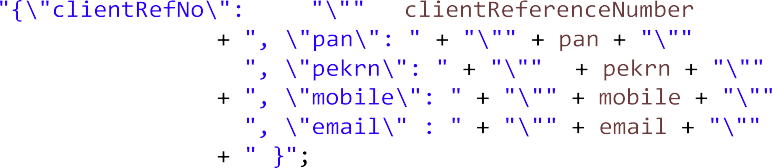 "{\"clientRefNo\": "\"" clientReferenceNumber
+ ", \"pan\": " + "\"" + pan + "\""
", \"pekrn\": " + "\"" + pekrn + "\""
+ ", \"mobile\": " + "\"" + mobile + "\""
", \"email\" : " + "\"" + email + "\""
+ " }";